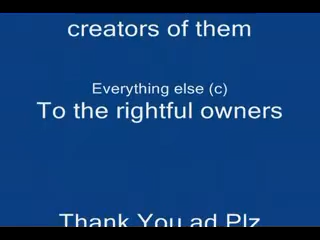 creators of them
Everything else (c)
To the rightful owners
Thank You ad Plz